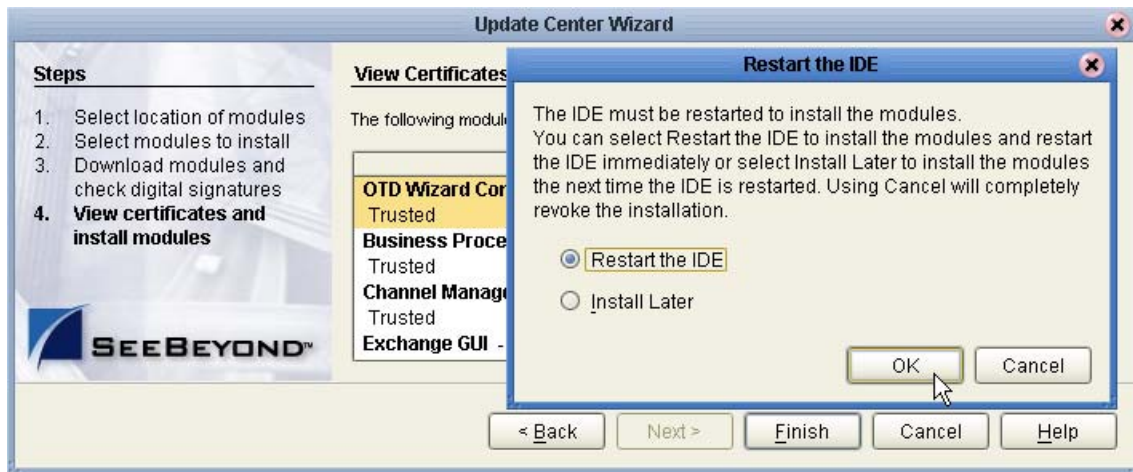 Update Center Wizard
Steps
1. Select location of modules
2. Select modules to install
3. Download modules and
check digital signatures
4. View certificates and
install modules
SEEBEYOND™
View Certificates
The following
OTD Wizard
Trusted
Business
Trusted
Channel
Trusted
Exchange GUI -
Restart the IDE
The IDE must be restarted to install the modules.
You can select Restart the IDE to install the modules and restart
the IDE immediately or select Install Later to install the modules
the next time the IDE is restarted. Using Cancel will completely
revoke the installation.
Restart the IDE
Install Later
OK Cancel
< Back Next > Finish Cancel Help